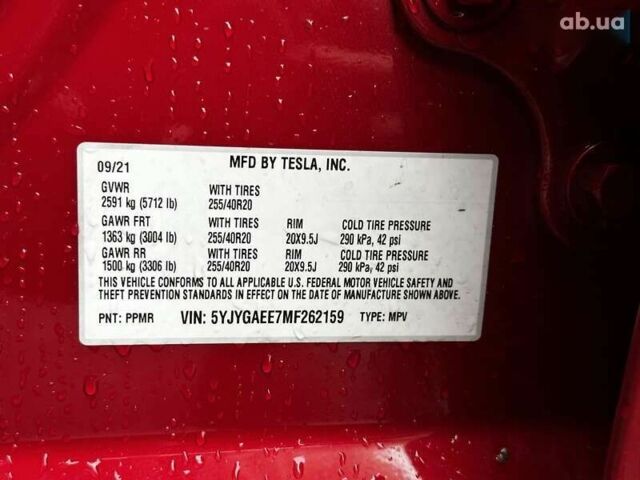 ab.ua
09/21 MFD BY TESLA, INC.
GVWR WITH TIRES
2591 kg (5712 lb) 255/40R20
GAWR FRT WITH TIRES RIM COLD TIRE PRESSURE
1363 kg (3004 lb) 255/40R20 20X9.5J 290 kPa, 42 psi
GAWR RR WITH TIRES RIM COLD TIRE PRESSURE
1500 kg (3306 lb) 255/40R20 20X9.5J 290 kPa, 42 psi
THIS VEHICLE CONFORMS TO ALL APPLICABLE U.S. FEDERAL MOTOR VEHICLE SAFETY AND
THEFT PREVENTION STANDARDS IN EFFECT ON THE DATE OF MANUFACTURE SHOWN ABOVE.
PNT: PPMR VIN: 5YJYGAEE7MF262159 TYPE: MPV